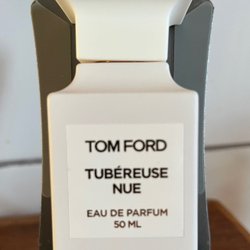 TOM FORD
TUBÉREUSE
NUE
EAU DE PARFUM
50 ML